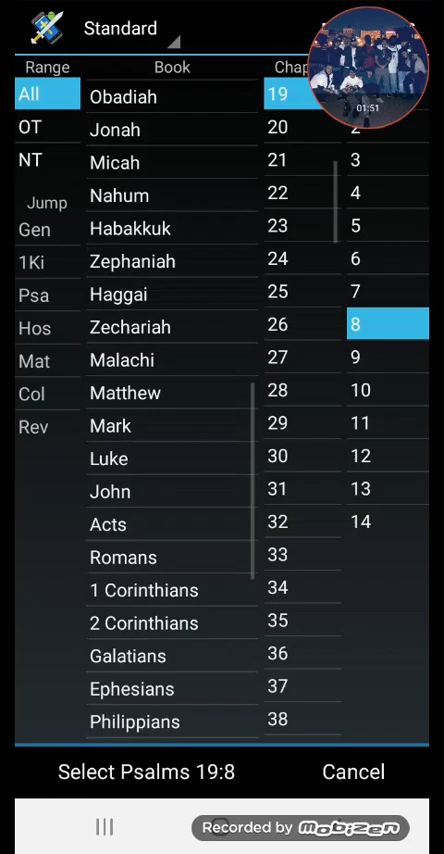 Standard
Range Book Chap
All Obadiah 19
OT Jonah 20 2
NT Micah 21 3
Nahum 22 4
Jump
Gen Habakkuk 23 5
1Ki Zephaniah 24 6
Psa Haggai 25 7
Hos Zechariah 26 8
Mat Malachi 27 9
Col Matthew 28 10
Rev Mark 29 11
Luke 30 12
John 31 13
Acts 32 14
Romans 33
1 Corinthians 34
2 Corinthians 35
Galatians 36
Ephesians 37
Philippians 38
01:51
Select Psalms 19:8 Cancel
Recorded by Mobizen